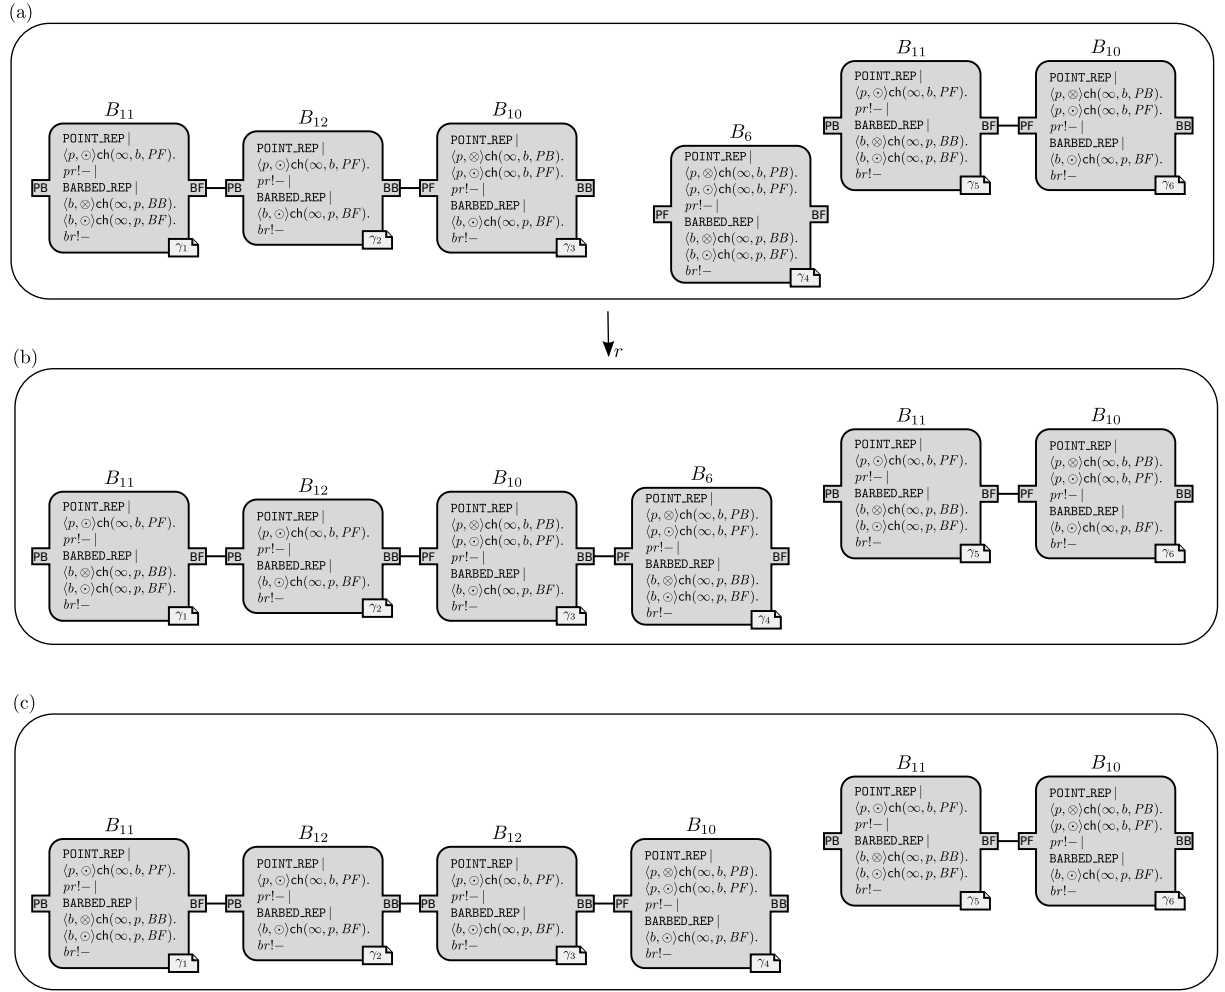 (a)
B₁₁
POINT_REP |
⟨p, ⊙⟩ch(∞, b, PF).
pr!− |
BARBED_REP |
⟨b, ⊗⟩ch(∞, p, BB).
⟨b, ⊙⟩ch(∞, p, BF).
br!−
PB
BF
γ₁
B₁₂
POINT_REP |
⟨p, ⊙⟩ch(∞, b, PF).
pr!− |
BARBED_REP |
⟨b, ⊙⟩ch(∞, p, BF).
br!−
PB
BB
γ₂
B₁₀
POINT_REP |
⟨p, ⊗⟩ch(∞, b, PB).
⟨p, ⊙⟩ch(∞, b, PF).
pr!− |
BARBED_REP |
⟨b, ⊙⟩ch(∞, p, BF).
br!−
PF
BB
γ₃
B₆
POINT_REP |
⟨p, ⊗⟩ch(∞, b, PB).
⟨p, ⊙⟩ch(∞, b, PF).
pr!− |
BARBED_REP |
⟨b, ⊗⟩ch(∞, p, BB).
⟨b, ⊙⟩ch(∞, p, BF).
br!−
PF
BF
γ₄
B₁₁
POINT_REP |
⟨p, ⊙⟩ch(∞, b, PF).
pr!− |
BARBED_REP |
⟨b, ⊗⟩ch(∞, p, BB).
⟨b, ⊙⟩ch(∞, p, BF).
br!−
PB
BF
γ₅
B₁₀
POINT_REP |
⟨p, ⊗⟩ch(∞, b, PB).
⟨p, ⊙⟩ch(∞, b, PF).
pr!− |
BARBED_REP |
⟨b, ⊙⟩ch(∞, p, BF).
br!−
PF
BB
γ₆
r
(b)
B₁₁
POINT_REP |
⟨p, ⊙⟩ch(∞, b, PF).
pr!− |
BARBED_REP |
⟨b, ⊗⟩ch(∞, p, BB).
⟨b, ⊙⟩ch(∞, p, BF).
br!−
PB
BF
γ₁
B₁₂
POINT_REP |
⟨p, ⊙⟩ch(∞, b, PF).
pr!− |
BARBED_REP |
⟨b, ⊙⟩ch(∞, p, BF).
br!−
PB
BB
γ₂
B₁₀
POINT_REP |
⟨p, ⊗⟩ch(∞, b, PB).
⟨p, ⊙⟩ch(∞, b, PF).
pr!− |
BARBED_REP |
⟨b, ⊙⟩ch(∞, p, BF).
br!−
PF
BB
γ₃
B₆
POINT_REP |
⟨p, ⊗⟩ch(∞, b, PB).
⟨p, ⊙⟩ch(∞, b, PF).
pr!− |
BARBED_REP |
⟨b, ⊗⟩ch(∞, p, BB).
⟨b, ⊙⟩ch(∞, p, BF).
br!−
PF
BF
γ₄
B₁₁
POINT_REP |
⟨p, ⊙⟩ch(∞, b, PF).
pr!− |
BARBED_REP |
⟨b, ⊗⟩ch(∞, p, BB).
⟨b, ⊙⟩ch(∞, p, BF).
br!−
PB
BF
γ₅
B₁₀
POINT_REP |
⟨p, ⊗⟩ch(∞, b, PB).
⟨p, ⊙⟩ch(∞, b, PF).
pr!− |
BARBED_REP |
⟨b, ⊙⟩ch(∞, p, BF).
br!−
PF
BB
γ₆
(c)
B₁₁
POINT_REP |
⟨p, ⊙⟩ch(∞, b, PF).
pr!− |
BARBED_REP |
⟨b, ⊗⟩ch(∞, p, BB).
⟨b, ⊙⟩ch(∞, p, BF).
br!−
PB
BF
γ₁
B₁₂
POINT_REP |
⟨p, ⊙⟩ch(∞, b, PF).
pr!− |
BARBED_REP |
⟨b, ⊙⟩ch(∞, p, BF).
br!−
PB
BB
γ₂
B₁₂
POINT_REP |
⟨p, ⊙⟩ch(∞, b, PF).
pr!− |
BARBED_REP |
⟨b, ⊙⟩ch(∞, p, BF).
br!−
PB
BB
γ₃
B₁₀
POINT_REP |
⟨p, ⊗⟩ch(∞, b, PB).
⟨p, ⊙⟩ch(∞, b, PF).
pr!− |
BARBED_REP |
⟨b, ⊙⟩ch(∞, p, BF).
br!−
PF
BB
γ₄
B₁₁
POINT_REP |
⟨p, ⊙⟩ch(∞, b, PF).
pr!− |
BARBED_REP |
⟨b, ⊗⟩ch(∞, p, BB).
⟨b, ⊙⟩ch(∞, p, BF).
br!−
PB
BF
γ₅
B₁₀
POINT_REP |
⟨p, ⊗⟩ch(∞, b, PB).
⟨p, ⊙⟩ch(∞, b, PF).
pr!− |
BARBED_REP |
⟨b, ⊙⟩ch(∞, p, BF).
br!−
PF
BB
γ₆